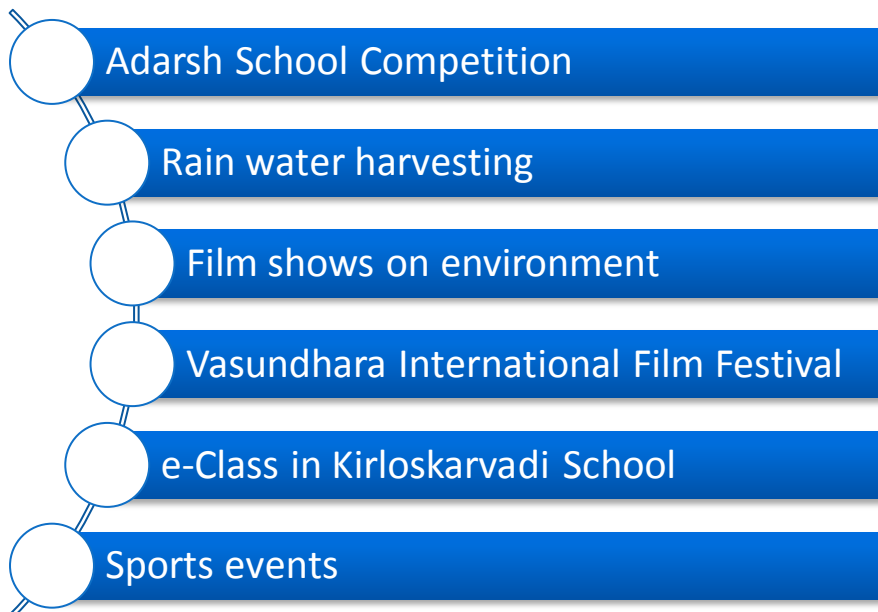 Adarsh School Competition
Rain water harvesting
Film shows on environment
Vasundhara International Film Festival
e-Class in Kirloskarvadi School
Sports events